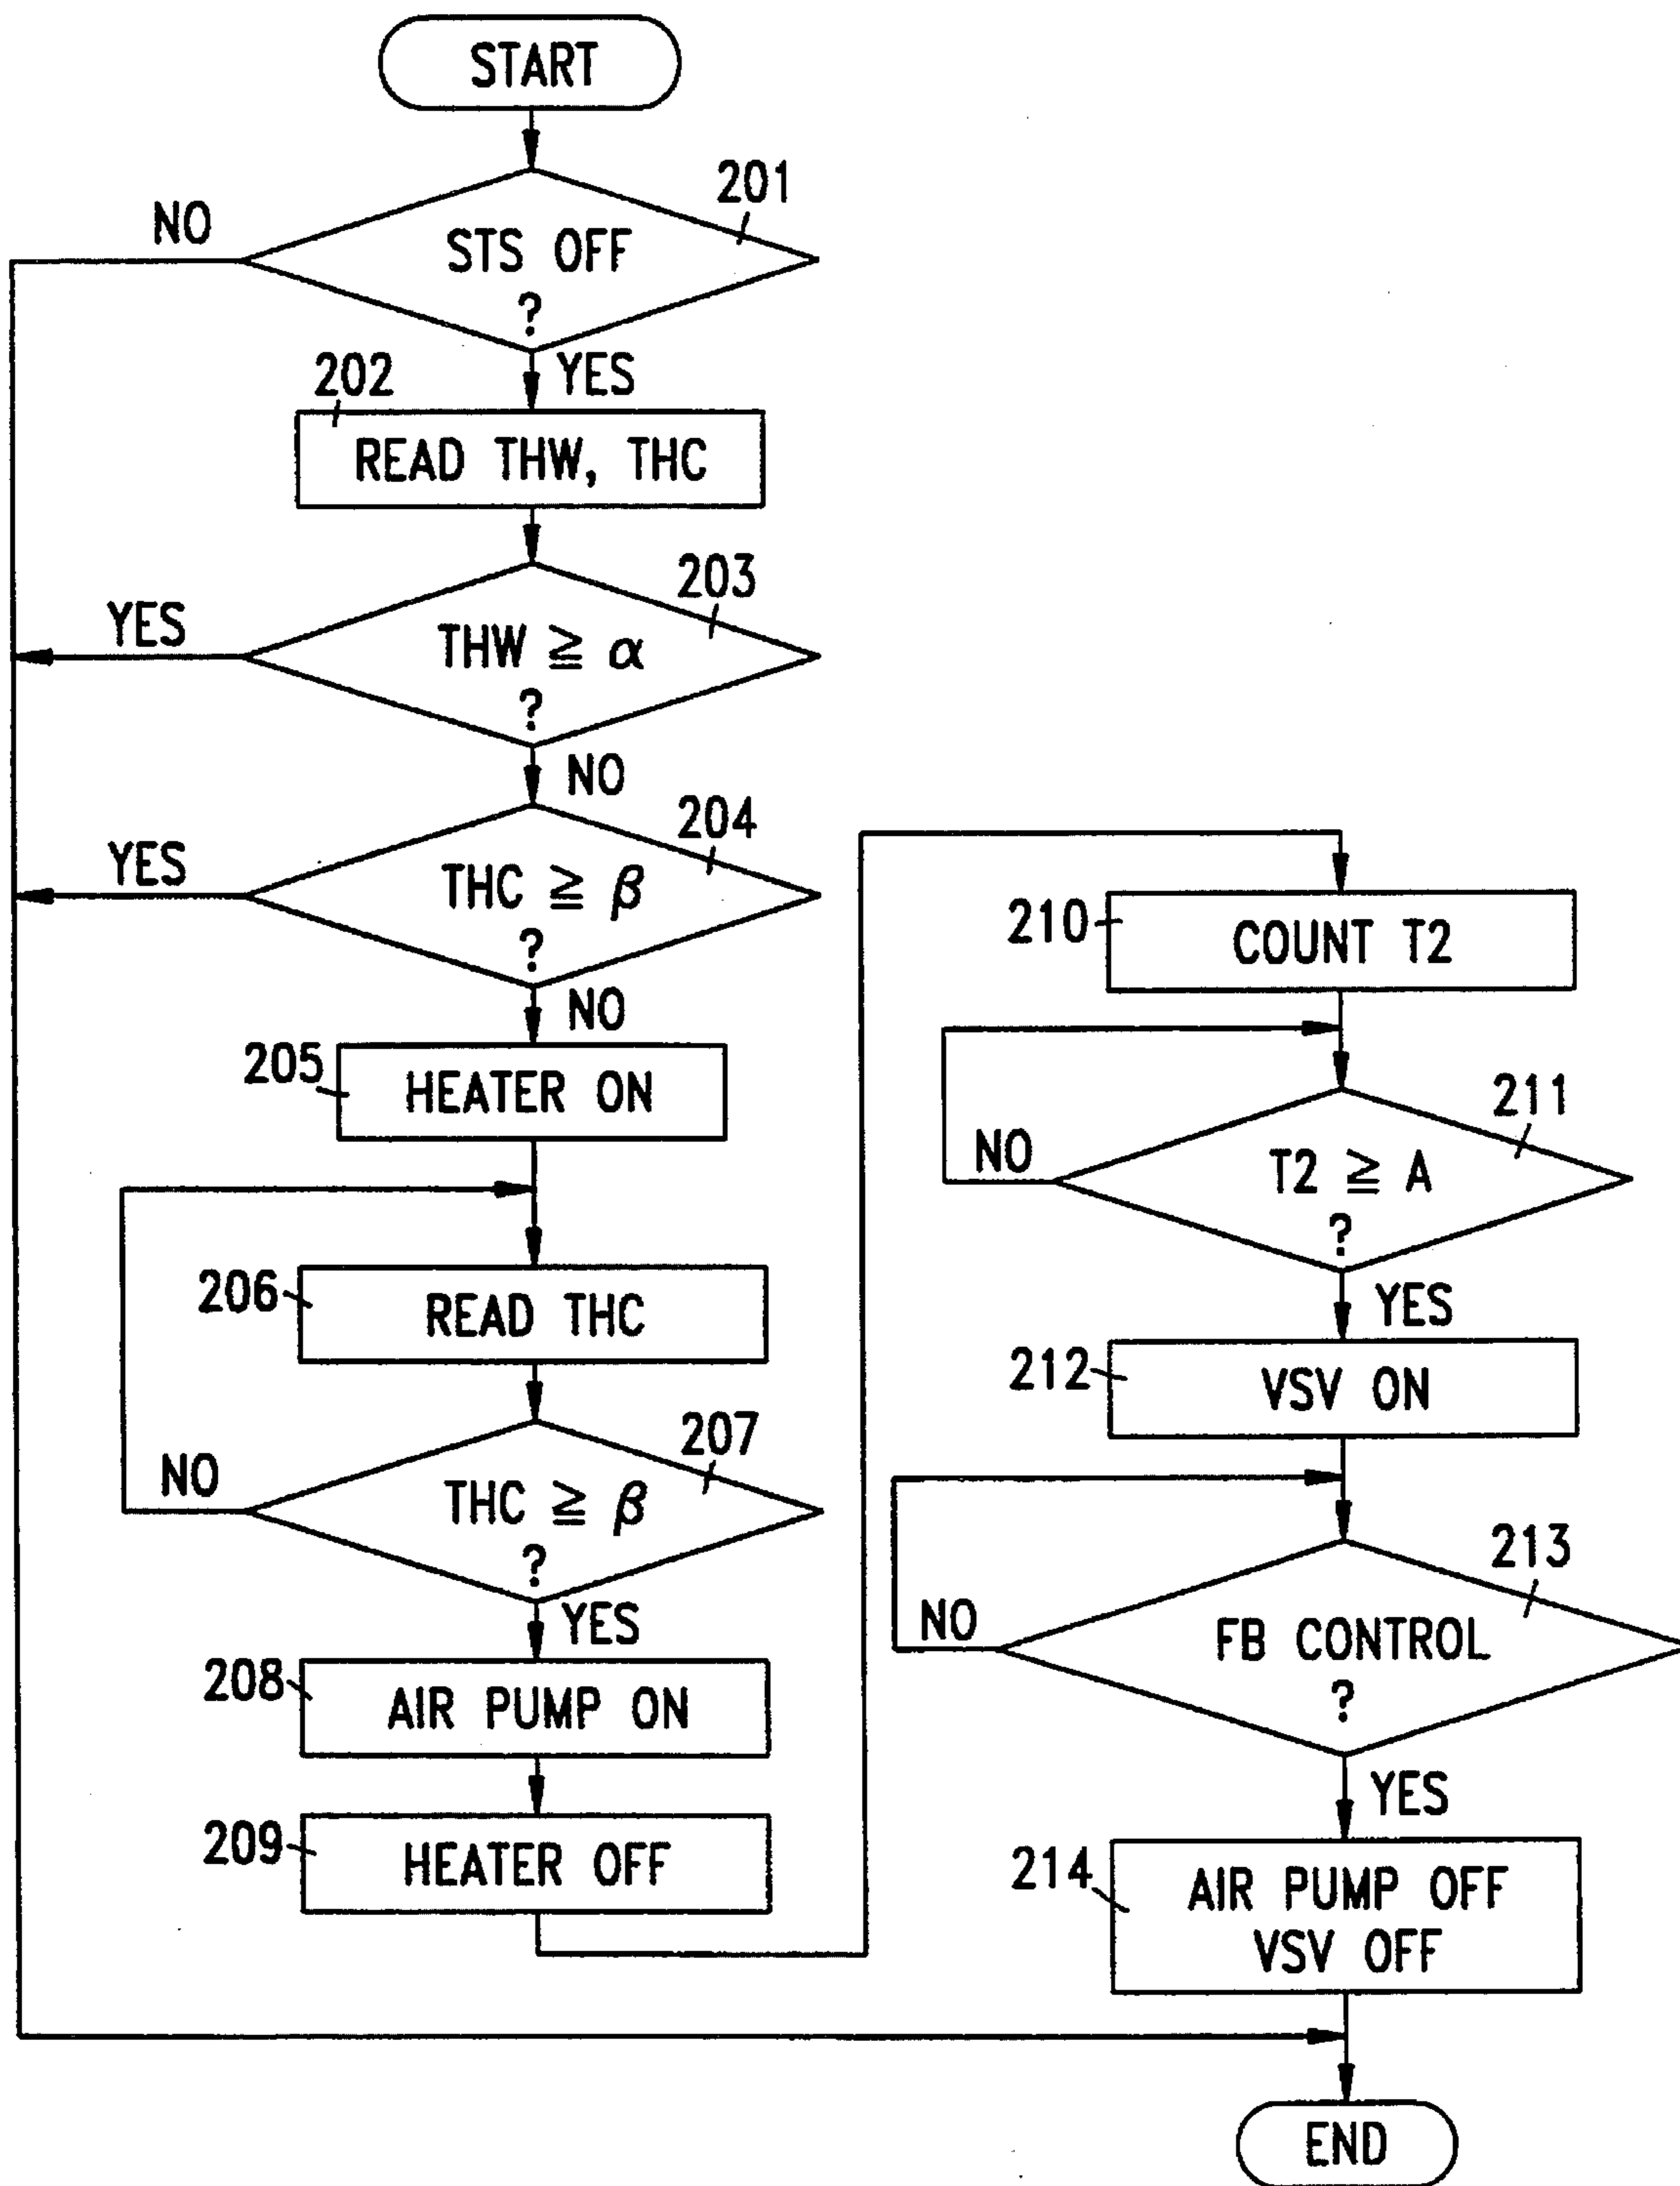 START
201
NO
STS OFF
?
YES
202
READ THW, THC
203
YES
THW ≧ α
?
NO
204
YES
THC ≧ β
?
NO
205
HEATER ON
206
READ THC
207
NO
THC ≧ β
?
YES
208
AIR PUMP ON
209
HEATER OFF
210
COUNT T2
211
NO
T2 ≧ A
?
YES
212
VSV ON
213
NO
FB CONTROL
?
YES
214
AIR PUMP OFF
VSV OFF
END